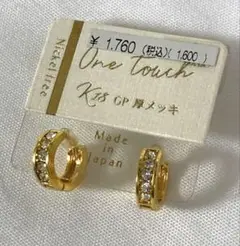 Nickel free
¥ 1,760 (税込)( 1,600 )
One Touch
K18 GP 厚メッキ
Made
in
Japan